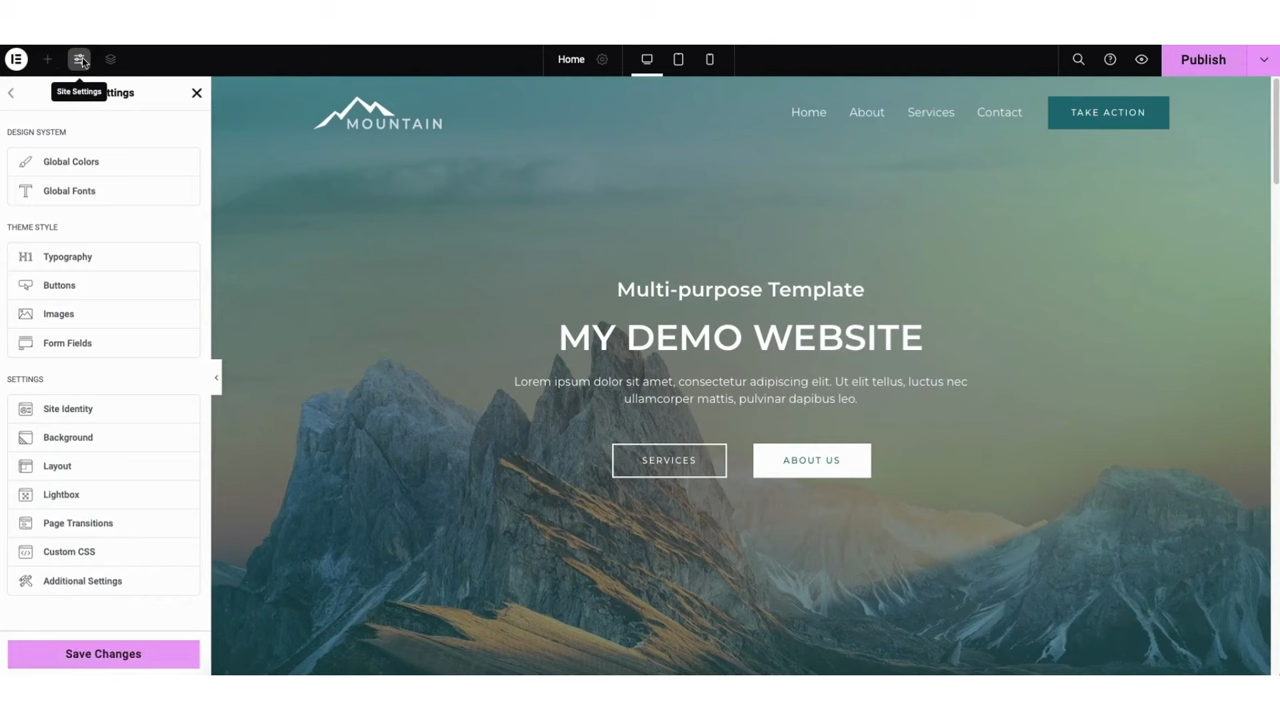 Home
Publish
Site Settings
ttings
DESIGN SYSTEM
Global Colors
Global Fonts
THEME STYLE
H1 Typography
Buttons
Images
Form Fields
SETTINGS
Site Identity
Background
Layout
Lightbox
Page Transitions
Custom CSS
Additional Settings
Save Changes
MOUNTAIN
Home About Services Contact TAKE ACTION
Multi-purpose Template
MY DEMO WEBSITE
Lorem ipsum dolor sit amet, consectetur adipiscing elit. Ut elit tellus, luctus nec
ullamcorper mattis, pulvinar dapibus leo.
SERVICES ABOUT US